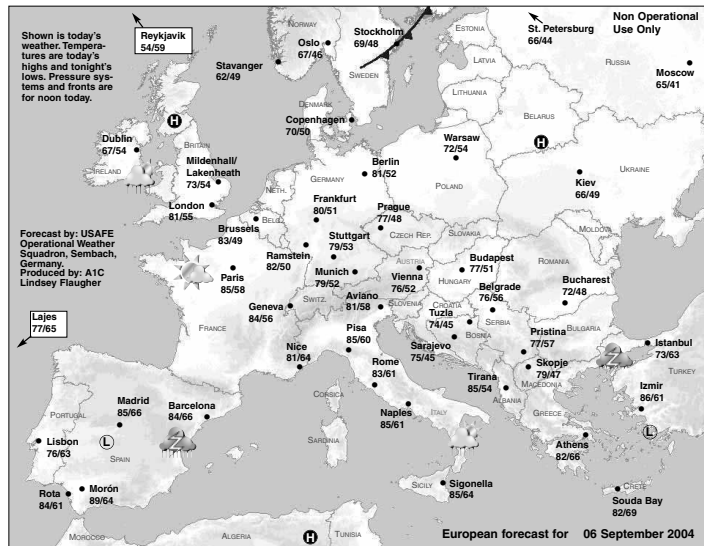 Shown is today's
weather. Tempera-
tures are today's
highs and tonight's
lows. Pressure sys-
tems and fronts are
for noon today.
Reykjavik
54/59
NORWAY
Oslo
67/46
Stockholm
69/48
SWEDEN
Stavanger
62/49
ESTONIA
St. Petersburg
66/44
Non Operational
Use Only
LATVIA
RUSSIA
Moscow
65/41
LITHUANIA
DENMARK
Copenhagen
70/50
BELARUS
H
H
Dublin
67/54
IRELAND
BRITAIN
Mildenhall/
Lakenheath
73/54
London
81/55
Warsaw
72/54
POLAND
Berlin
81/52
GERMANY
NETH.
BELG.
Brussels
83/49
Frankfurt
80/51
Prague
77/48
CZECH REP.
SLOVAKIA
Kiev
66/49
UKRAINE
MOLDOVA
Forecast by: USAFE
Operational Weather
Squadron, Sembach,
Germany.
Produced by: A1C
Lindsey Flaugher
Ramstein
82/50
Stuttgart
79/53
Munich
79/52
AUSTRIA
Vienna
76/52
Budapest
77/51
HUNGARY
ROMANIA
Paris
85/58
FRANCE
Geneva
84/56
SWITZ.
Aviano
81/58
SLOVENIA
CROATIA
Belgrade
76/56
SERBIA
Bucharest
72/48
Lajes
77/65
Tuzla
74/45
BOSNIA
Sarajevo
75/45
Pristina
77/57
BULGARIA
Istanbul
73/63
TURKEY
Nice
81/64
Pisa
85/60
Rome
83/61
Skopje
79/47
MACEDONIA
Tirana
85/54
ALBANIA
Izmir
86/61
L
CORSICA
Naples
85/61
ITALY
GREECE
Athens
82/66
PORTUGAL
Madrid
85/66
Barcelona
84/66
Lisbon
76/63
L
SPAIN
SARDINIA
Rota
84/61
Morón
89/64
SICILY
Sigonella
85/64
CRETE
Souda Bay
82/69
MOROCCO
ALGERIA
H
TUNISIA
European forecast for 06 September 2004